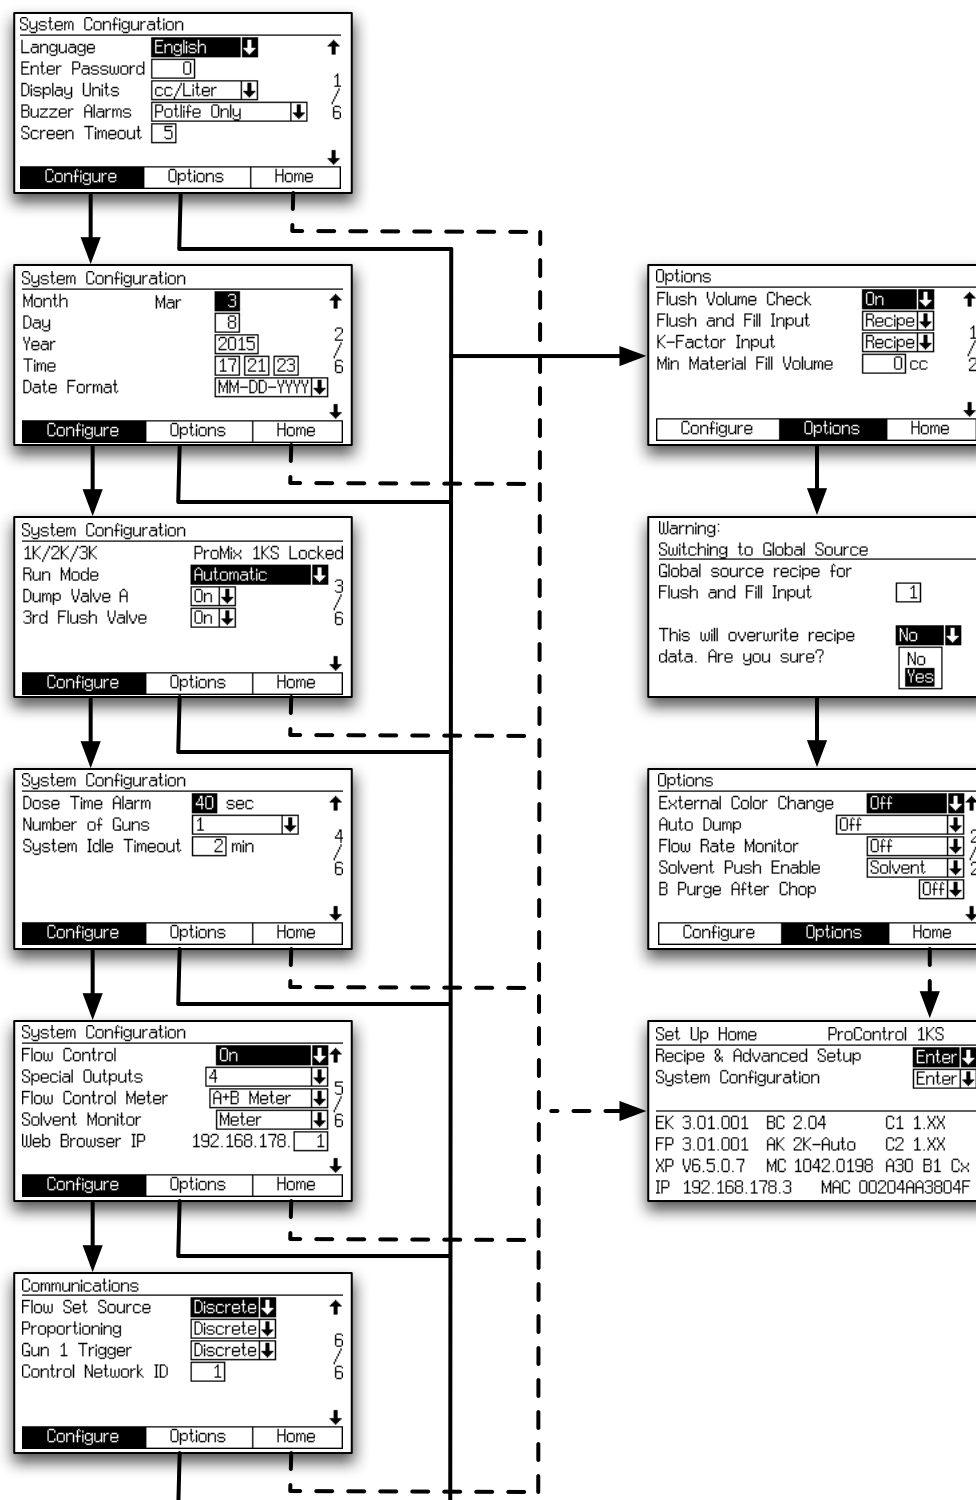 System Configuration
Language English
Enter Password 0
Display Units cc/Liter
Buzzer Alarms Potlife Only
Screen Timeout 5
1/6
Configure Options Home
System Configuration
Month Mar 3
Day 8
Year 2015
Time 17 21 23
Date Format MM-DD-YYYY
2/6
Configure Options Home
System Configuration
1K/2K/3K ProMix 1KS Locked
Run Mode Automatic
Dump Valve A On
3rd Flush Valve On
3/6
Configure Options Home
System Configuration
Dose Time Alarm 40 sec
Number of Guns 1
System Idle Timeout 2 min
4/6
Configure Options Home
System Configuration
Flow Control On
Special Outputs 4
Flow Control Meter A+B Meter
Solvent Monitor Meter
Web Browser IP 192.168.178. 1
5/6
Configure Options Home
Communications
Flow Set Source Discrete
Proportioning Discrete
Gun 1 Trigger Discrete
Control Network ID 1
6/6
Configure Options Home
Options
Flush Volume Check On
Flush and Fill Input Recipe
K-Factor Input Recipe
Min Material Fill Volume 0 cc
1/2
Configure Options Home
Warning:
Switching to Global Source
Global source recipe for
Flush and Fill Input 1
This will overwrite recipe No
data. Are you sure? No
Yes
Options
External Color Change Off
Auto Dump Off
Flow Rate Monitor Off
Solvent Push Enable Solvent
B Purge After Chop Off
2/2
Configure Options Home
Set Up Home ProControl 1KS
Recipe & Advanced Setup Enter
System Configuration Enter
EK 3.01.001 BC 2.04 C1 1.XX
FP 3.01.001 AK 2K-Auto C2 1.XX
XP V6.5.0.7 MC 1042.0198 A30 B1 Cx
IP 192.168.178.3 MAC 00204AA3804F